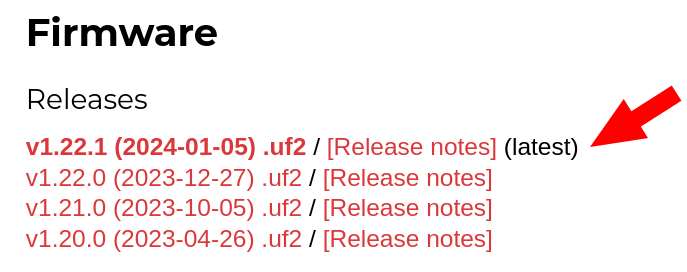 Firmware
Releases
v1.22.1 (2024-01-05) .uf2 / [Release notes] (latest)
v1.22.0 (2023-12-27) .uf2 / [Release notes]
v1.21.0 (2023-10-05) .uf2 / [Release notes]
v1.20.0 (2023-04-26) .uf2 / [Release notes]